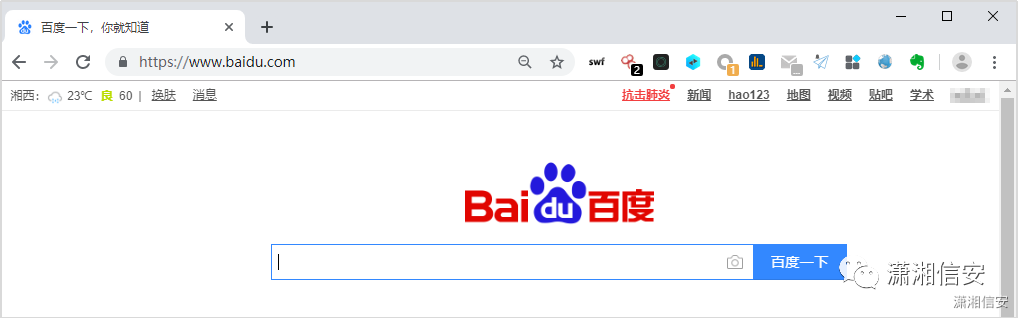 百度一下，你就知道
https://www.baidu.com
swf 2 1
湘西： 23℃ 良 60 | 换肤 消息 抗击肺炎 新闻 hao123 地图 视频 贴吧 学术
Bai du 百度
百度一下
潇湘信安
潇湘信安